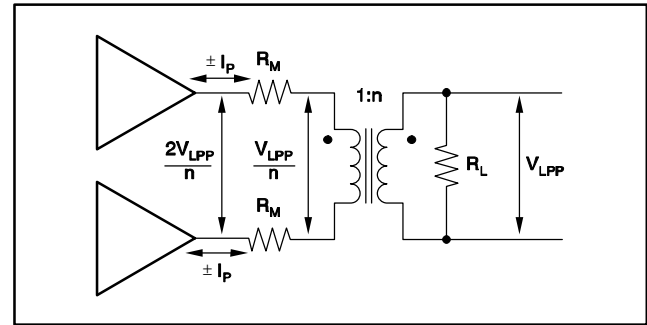 ± I_P
R_M
1:n
2V_LPP
n
V_LPP
n
R_L
V_LPP
R_M
± I_P